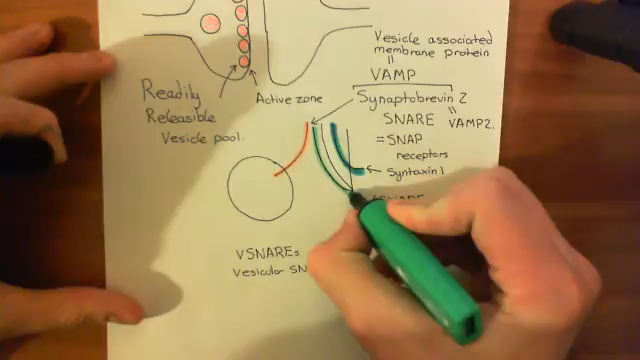 Vesicle associated
membrane protein
=
VAMP
Readily
Releasible
Vesicle pool.
Active zone
Synaptobrevin 2
=
VAMP2.
SNARE
= SNAP
receptors
Syntaxin 1
VSNAREs
Vesicular SN